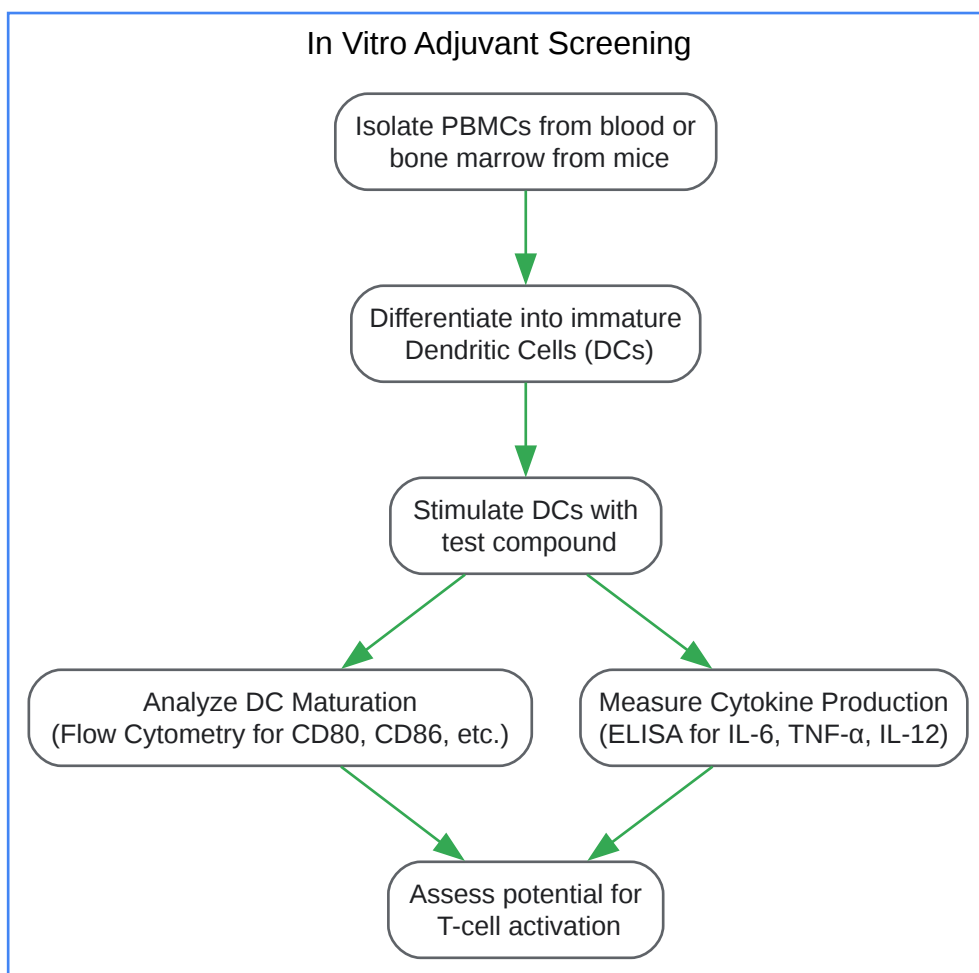 In Vitro Adjuvant Screening
Isolate PBMCs from blood or
bone marrow from mice
Differentiate into immature
Dendritic Cells (DCs)
Stimulate DCs with
test compound
Analyze DC Maturation
(Flow Cytometry for CD80, CD86, etc.)
Measure Cytokine Production
(ELISA for IL-6, TNF-α, IL-12)
Assess potential for
T-cell activation